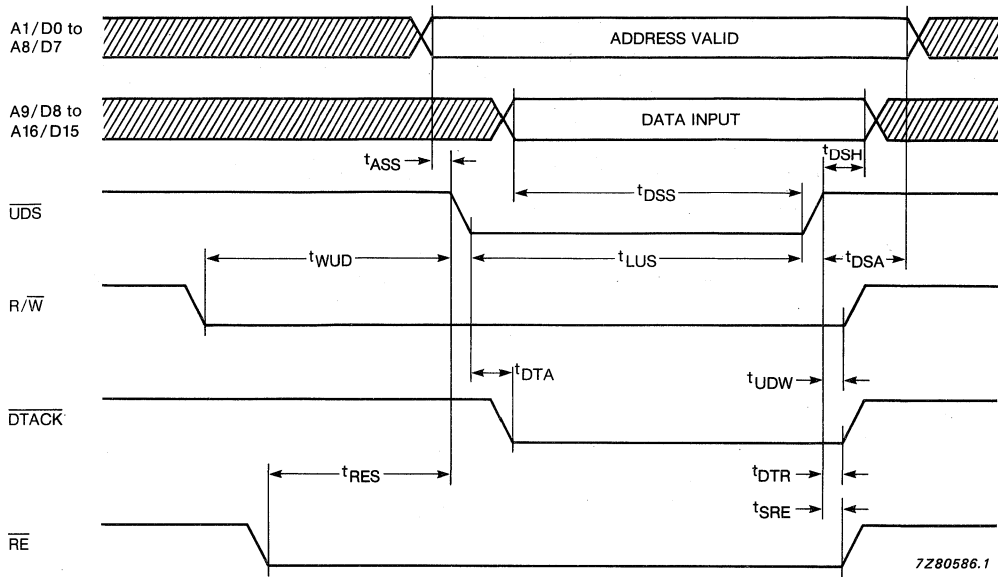 A1/D0 to
A8/D7
ADDRESS VALID
A9/D8 to
A16/D15
DATA INPUT
tASS
tDSH
UDS
tDSS
tWUD
tLUS
tDSA
R/W
tDTA
tUDW
DTACK
tRES
tDTR
tSRE
RE
7Z80586.1